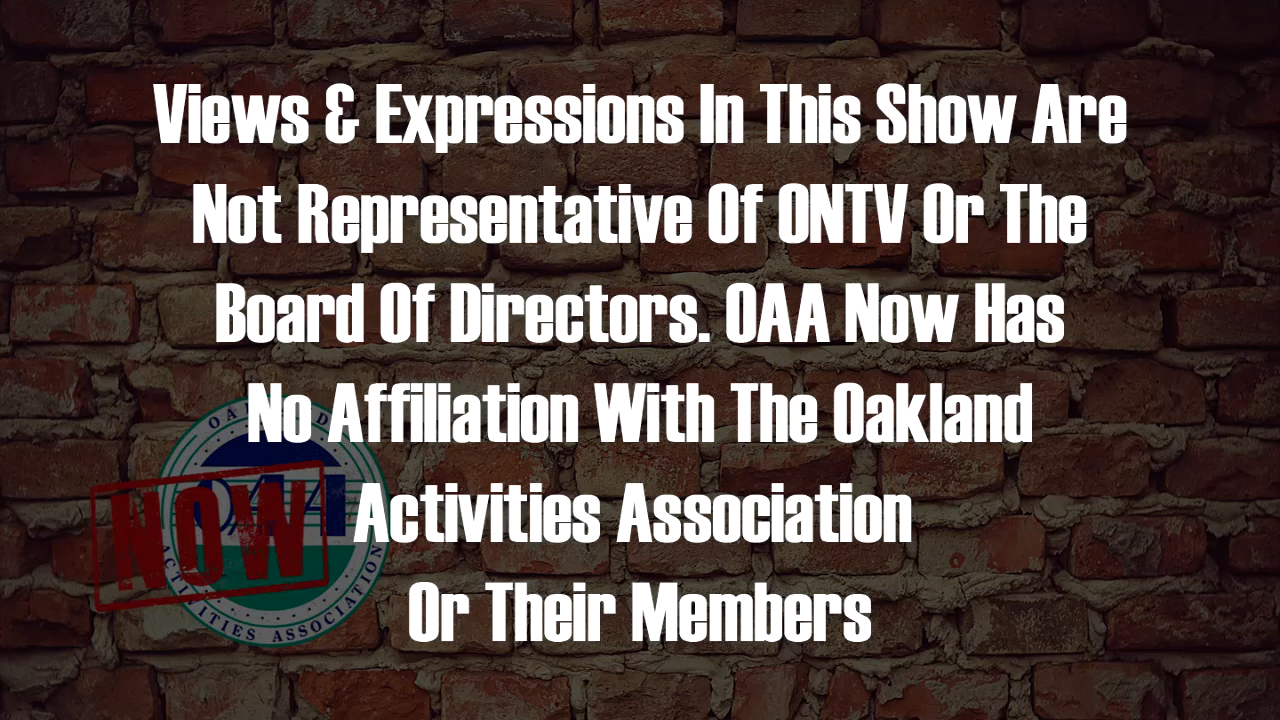 Views & Expressions In This Show Are
Not Representative Of ONTV Or The
Board Of Directors. OAA Now Has
No Affiliation With The Oakland
Activities Association
Or Their Members
OAA
NOW
ACTIVITIES ASSOCIATION